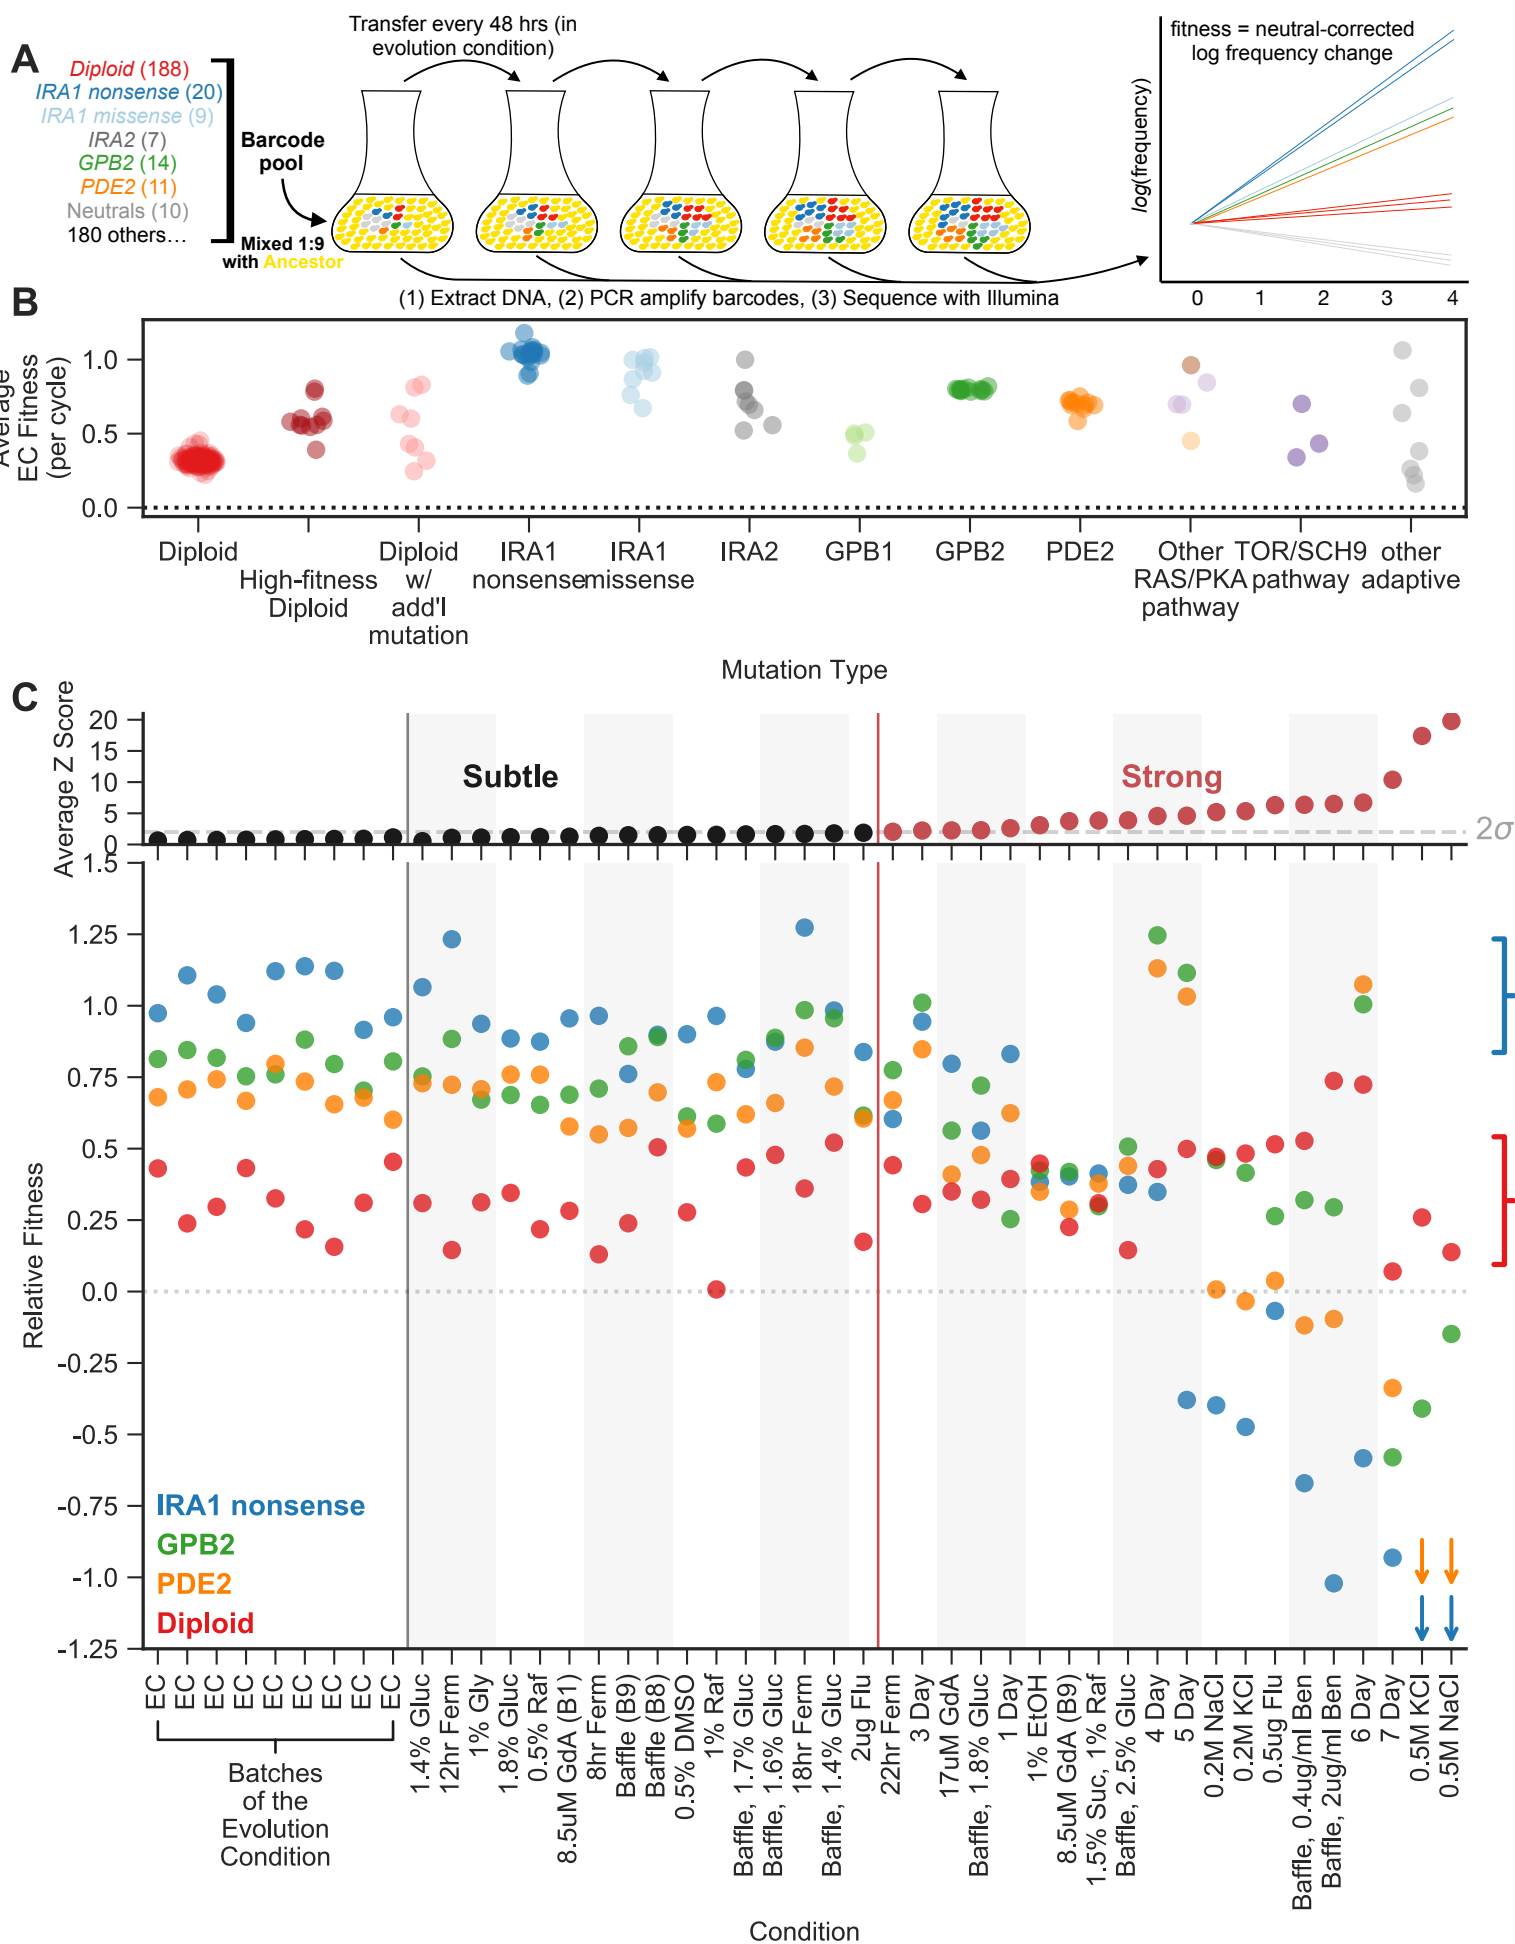 A
Diploid (188)
IRA1 nonsense (20)
IRA1 missense (9)
IRA2 (7)
GPB2 (14)
PDE2 (11)
Neutrals (10)
180 others...
Barcode
pool
Mixed 1:9
with Ancestor
Transfer every 48 hrs (in
evolution condition)
(1) Extract DNA, (2) PCR amplify barcodes, (3) Sequence with Illumina
fitness = neutral-corrected
log frequency change
log(frequency)
0 1 2 3 4
B
Average
EC Fitness
(per cycle)
1.0
0.5
0.0
Diploid
High-fitness
Diploid
Diploid
w/
add'l
mutation
IRA1
nonsense
IRA1
missense
IRA2
GPB1
GPB2
PDE2
Other
RAS/PKA
pathway
TOR/SCH9
pathway
other
adaptive
Mutation Type
C
Average Z Score
20
15
10
5
0
Subtle
Strong
2σ
Relative Fitness
1.5
1.25
1.0
0.75
0.5
0.25
0.0
-0.25
-0.5
-0.75
-1.0
-1.25
IRA1 nonsense
GPB2
PDE2
Diploid
EC
EC
EC
EC
EC
EC
EC
EC
EC
1.4% Gluc
12hr Ferm
1% Gly
1.8% Gluc
0.5% Raf
8.5uM GdA (B1)
8hr Ferm
Baffle (B9)
Baffle (B8)
0.5% DMSO
1% Raf
Baffle, 1.7% Gluc
Baffle, 1.6% Gluc
18hr Ferm
Baffle, 1.4% Gluc
2ug Flu
22hr Ferm
3 Day
17uM GdA
Baffle, 1.8% Gluc
1 Day
1% EtOH
8.5uM GdA (B9)
1.5% Suc, 1% Raf
Baffle, 2.5% Gluc
4 Day
5 Day
0.2M NaCl
0.2M KCl
0.5ug Flu
Baffle, 0.4ug/ml Ben
Baffle, 2ug/ml Ben
6 Day
7 Day
0.5M KCl
0.5M NaCl
Batches
of the
Evolution
Condition
Condition